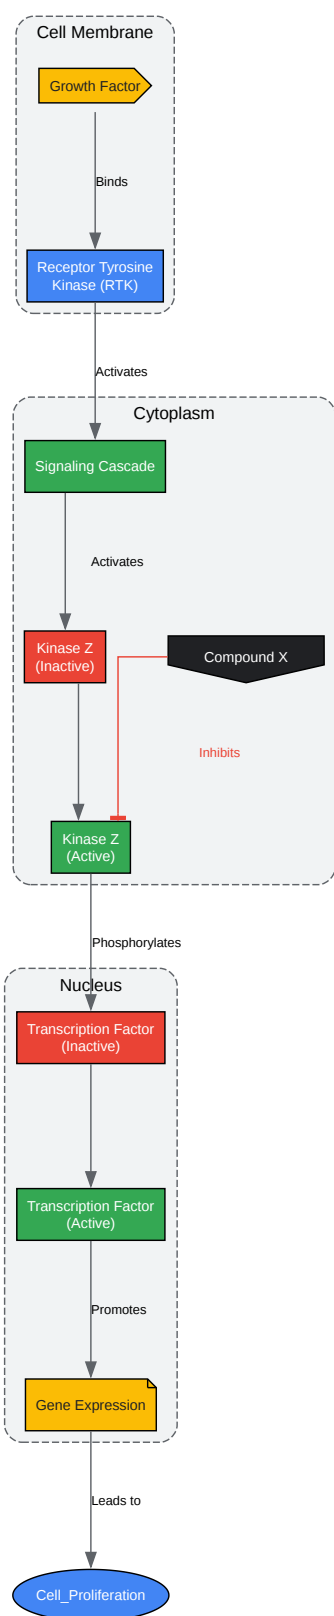 Cell Membrane
Growth Factor
Binds
Receptor Tyrosine
Kinase (RTK)
Activates
Cytoplasm
Signaling Cascade
Activates
Kinase Z
(Inactive)
Compound X
Inhibits
Kinase Z
(Active)
Phosphorylates
Nucleus
Transcription Factor
(Inactive)
Transcription Factor
(Active)
Promotes
Gene Expression
Leads to
Cell_Proliferation